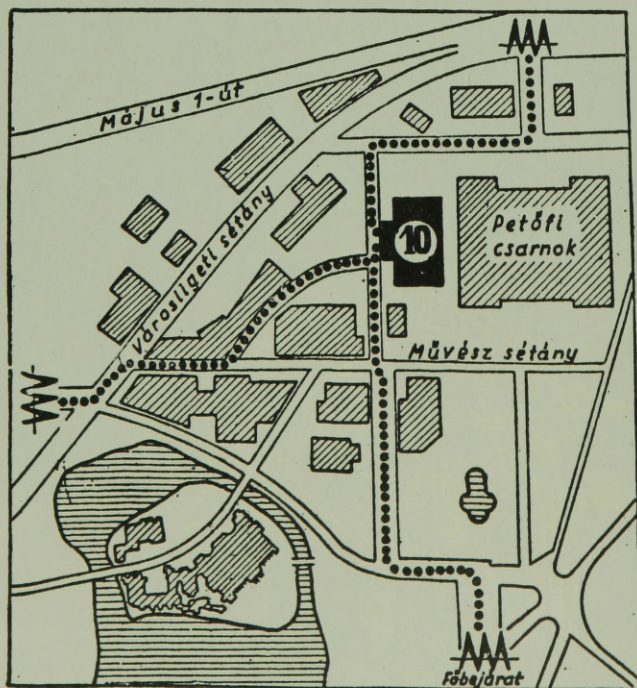 Május 1-út
Városligeti sétány
10
Petőfi
csarnok
Művész sétány
Főbejárat